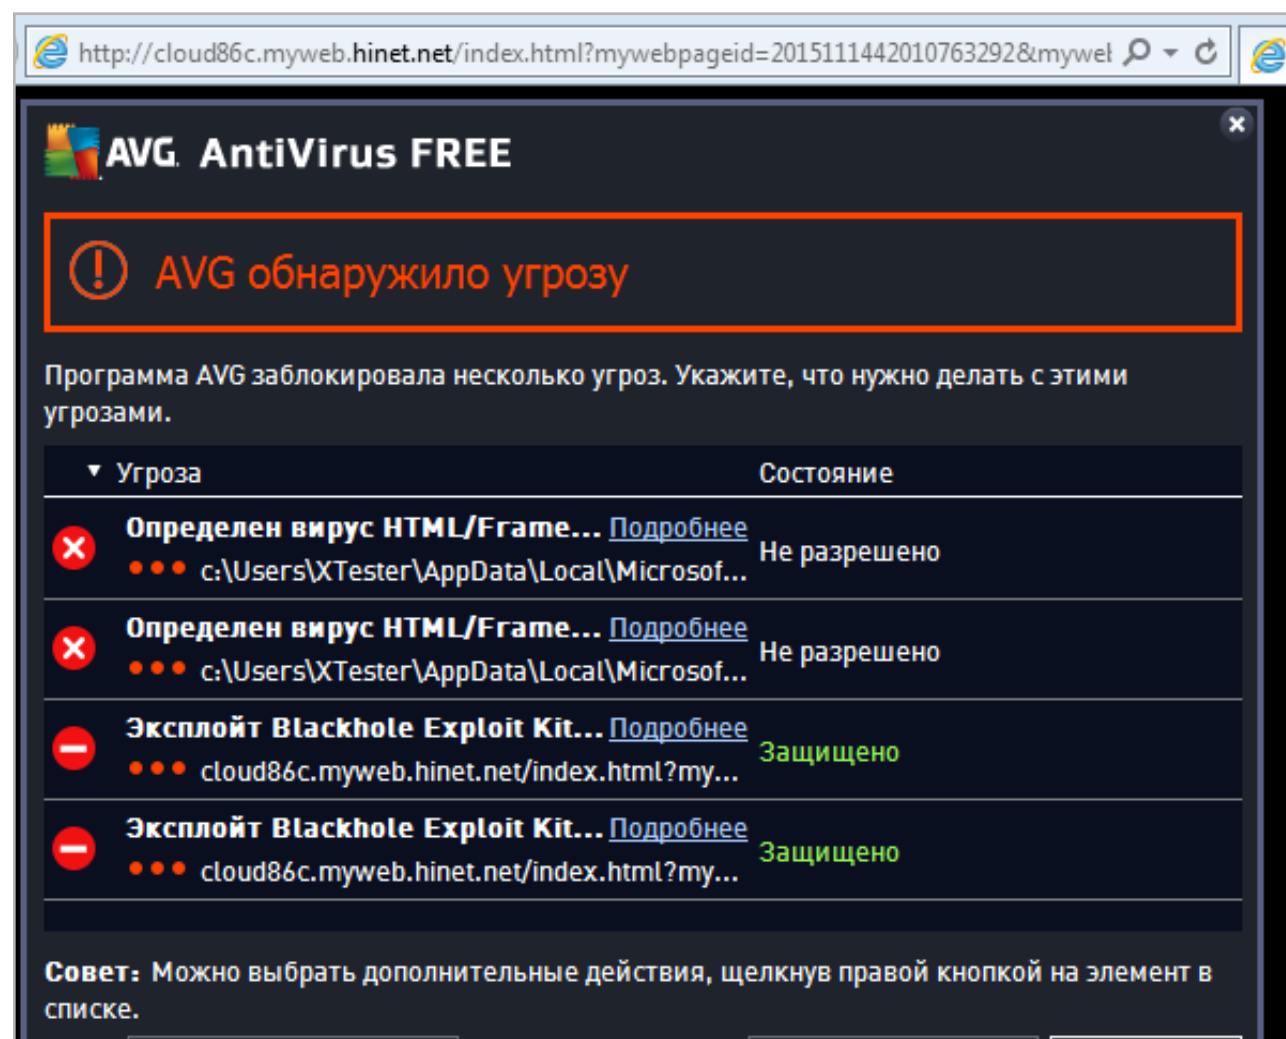 http://cloud86c.myweb.hinet.net/index.html?mywebpageid=2015111442010763292&mywel
AVG. AntiVirus FREE
AVG обнаружило угрозу
Программа AVG заблокировала несколько угроз. Укажите, что нужно делать с этими
угрозами.
Угроза Состояние
Определен вирус HTML/Frame... Подробнее
c:\Users\XTester\AppData\Local\Microsof... Не разрешено
Определен вирус HTML/Frame... Подробнее
c:\Users\XTester\AppData\Local\Microsof... Не разрешено
Эксплойт Blackhole Exploit Kit... Подробнее
cloud86c.myweb.hinet.net/index.html?my... Защищено
Эксплойт Blackhole Exploit Kit... Подробнее
cloud86c.myweb.hinet.net/index.html?my... Защищено
Совет: Можно выбрать дополнительные действия, щелкнув правой кнопкой на элемент в
списке.